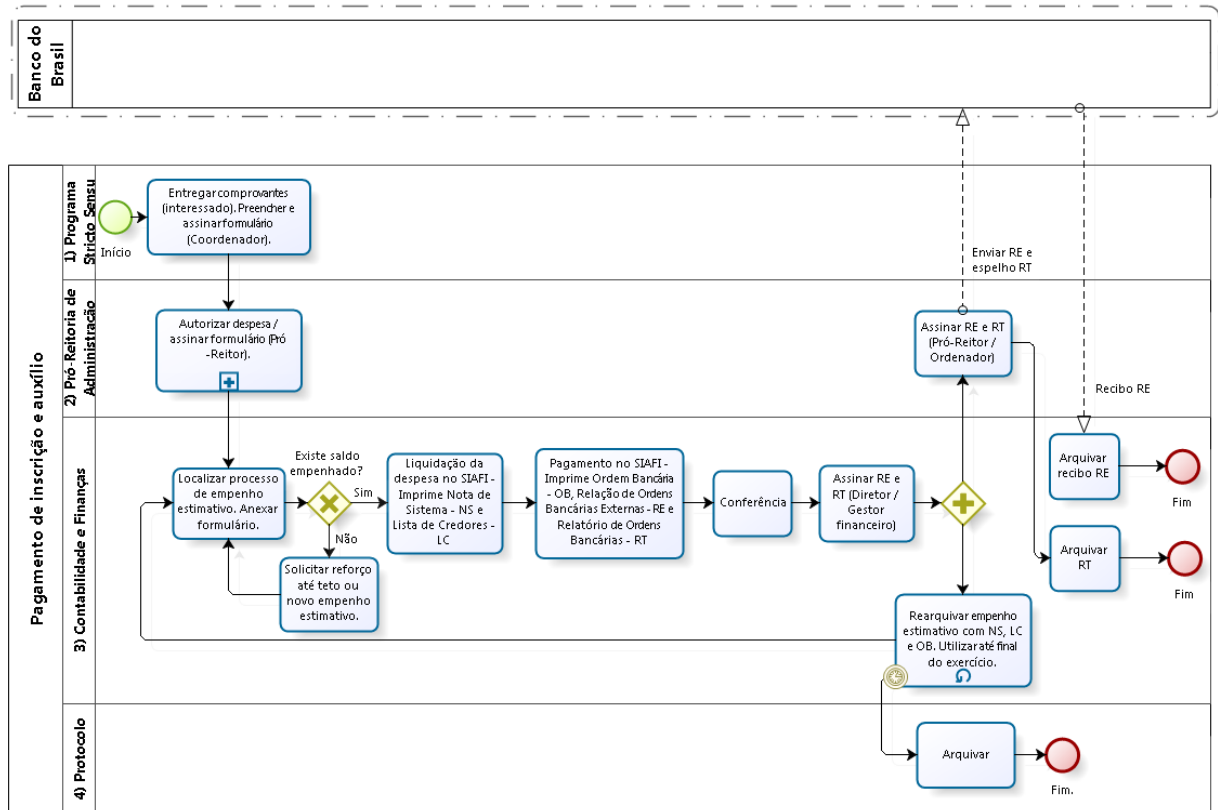 Banco do
Brasil
Pagamento de inscrição e auxílio
1) Programa
Stricto Sensu
Início
Entregar comprovantes
(interessado). Preencher e
assinar formulário
(Coordenador).
Enviar RE e
espelho RT
2) Pró-Reitoria de
Administração
Autorizar despesa /
assinar formulário (Pró
-Reitor).
Assinar RE e RT
(Pró-Reitor /
Ordenador)
Recibo RE
3) Contabilidade e Finanças
Localizar processo
de empenho
estimativo. Anexar
formulário.
Existe saldo
empenhado?
Sim
Não
Solicitar reforço
até teto ou
novo empenho
estimativo.
Liquidação da
despesa no SIAFI -
Imprime Nota de
Sistema - NS e
Lista de Credores -
LC
Pagamento no SIAFI -
Imprime Ordem Bancária
- OB, Relação de Ordens
Bancárias Externas - RE e
Relatório de Ordens
Bancárias - RT
Conferência
Assinar RE e
RT (Diretor /
Gestor
financeiro)
Arquivar
recibo RE
Fim
Arquivar
RT
Fim
Rearquivar empenho
estimativo com NS, LC
e OB. Utilizar até final
do exercício.
4) Protocolo
Arquivar
Fim.